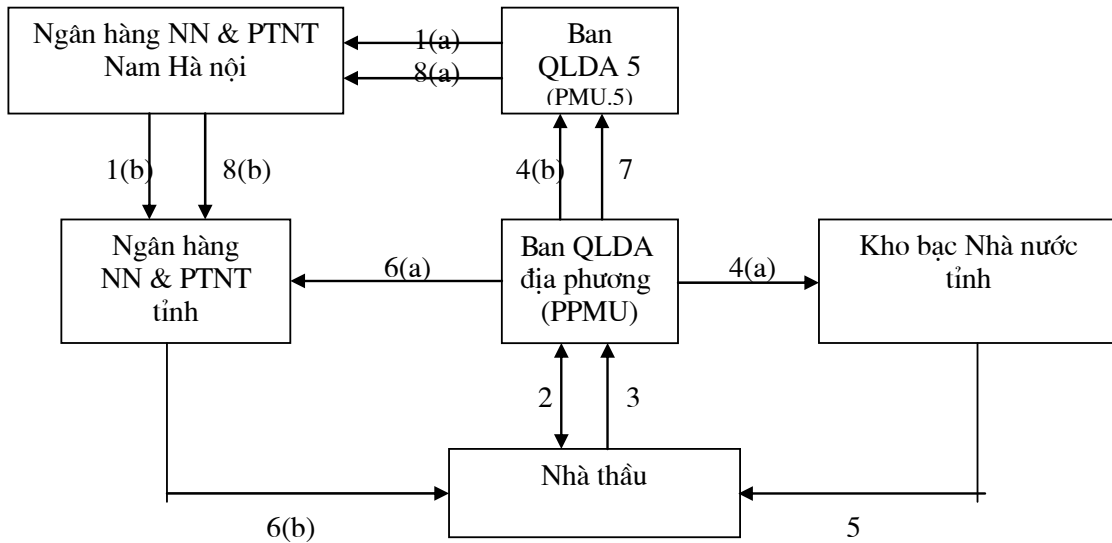 Ngân hàng NN & PTNT
Nam Hà nội
1(a)
8(a)
Ban
QLDA 5
(PMU.5)
1(b)
8(b)
4(b)
7
Ngân hàng
NN & PTNT
tỉnh
6(a)
Ban QLDA
địa phương
(PPMU)
4(a)
Kho bạc Nhà nước
tỉnh
2
3
Nhà thầu
6(b)
5